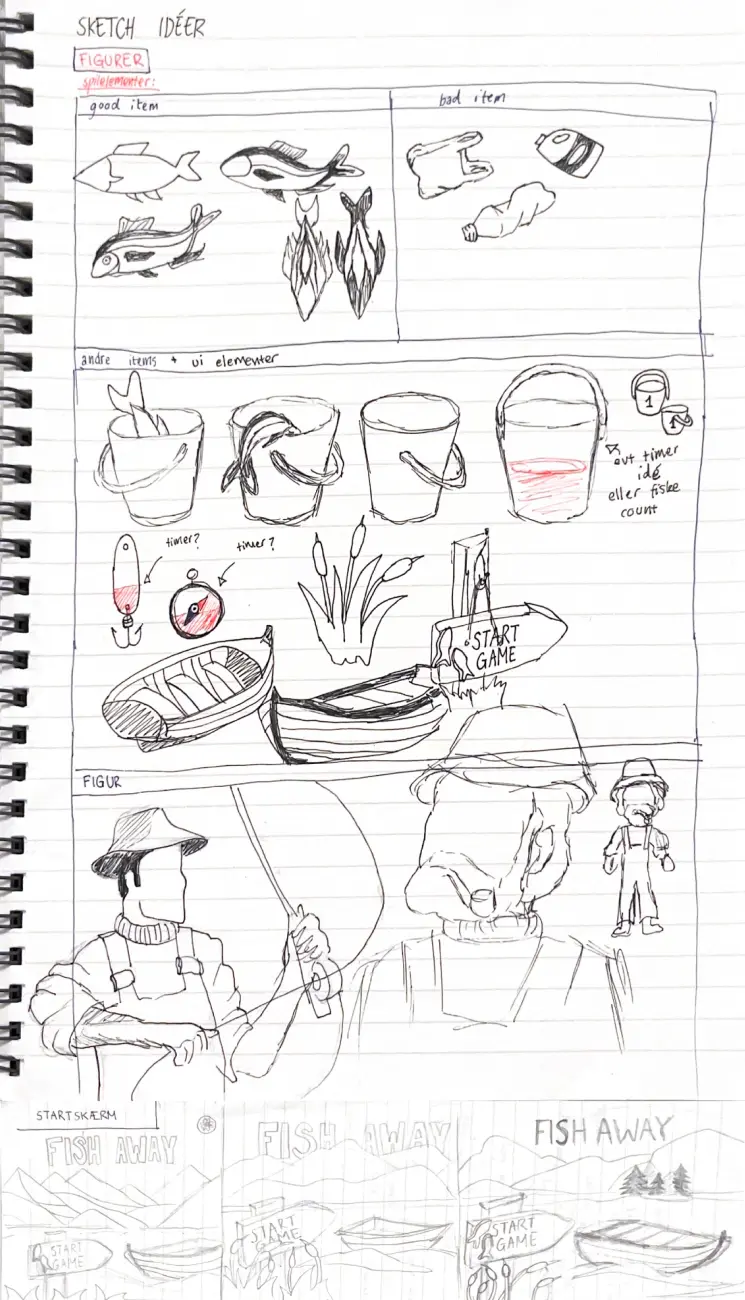 SKETCH IDÉER
FIGURER
spilelementer:
good item
bad item
andre items + ui elementer
1
1
evt timer
idé
eller fiske
count
timer?
timer?
START
GAME
FIGUR
STARTSKÆRM
FISH AWAY
FISH AWAY
FISH AWAY
START
GAME
START
GAME
START
GAME